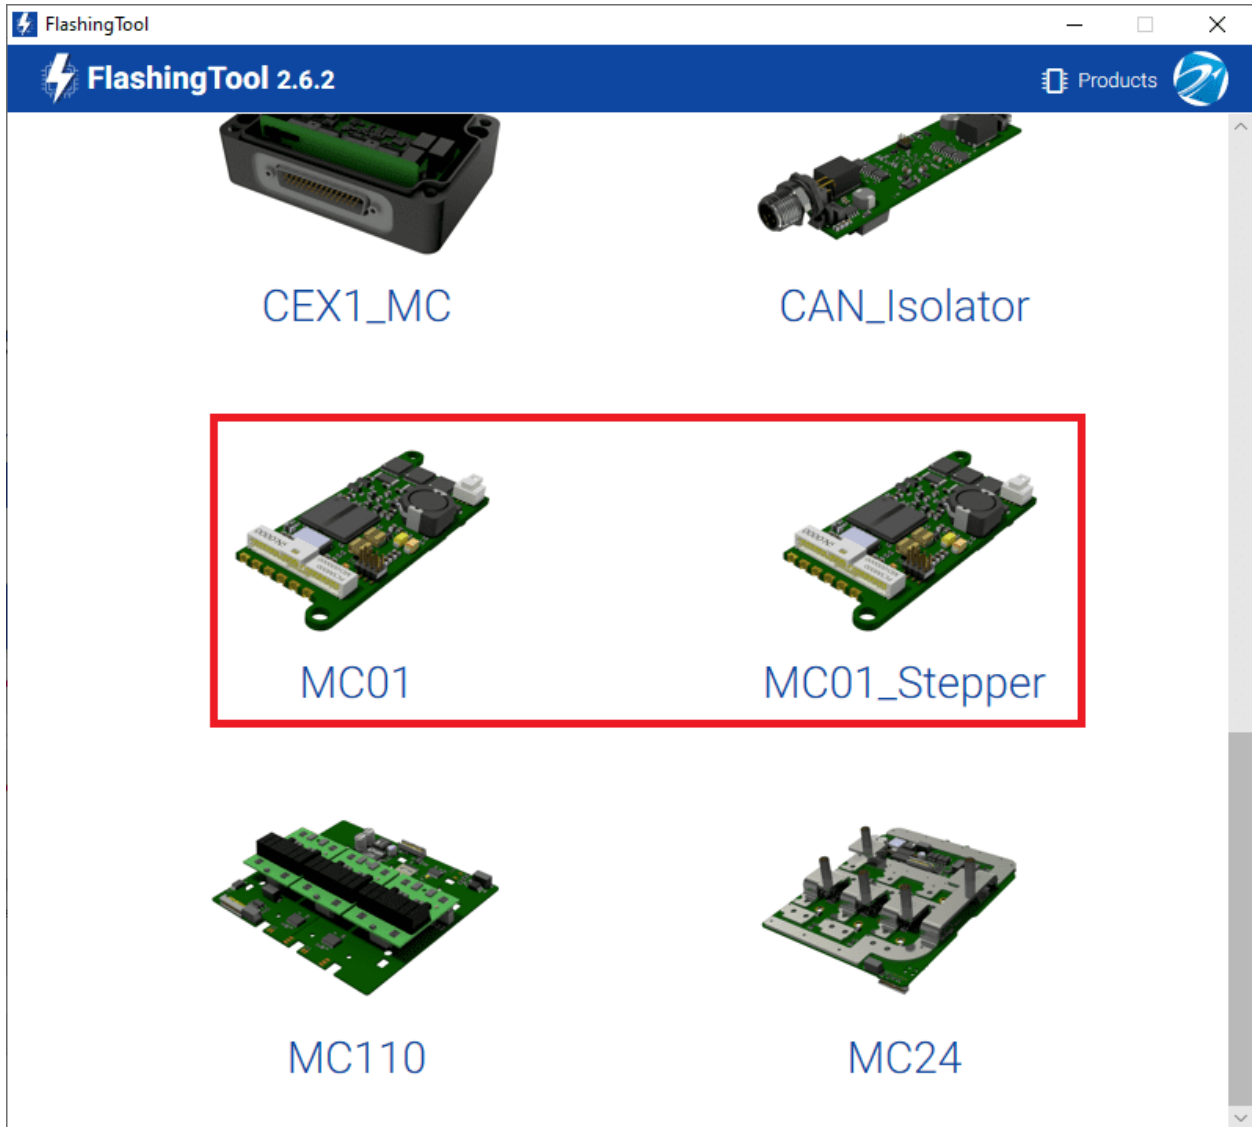 FlashingTool
FlashingTool 2.6.2
Products
CEX1_MC
CAN_Isolator
MC01
MC01_Stepper
MC110
MC24